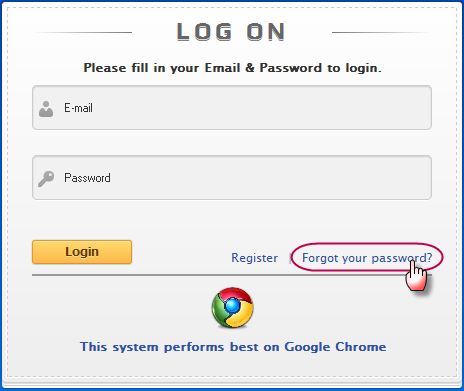 LOG ON
Please fill in your Email & Password to login.
E-mail
Password
Login
Register | Forgot your password?
This system performs best on Google Chrome